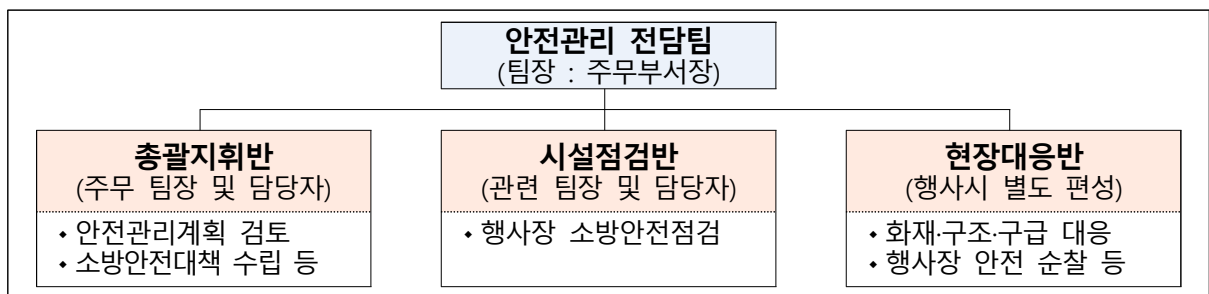 안전관리 전담팀
(팀장 : 주무부서장)
총괄지휘반
(주무 팀장 및 담당자)
⬩ 안전관리계획 검토
⬩ 소방안전대책 수립 등
시설점검반
(관련 팀장 및 담당자)
⬩ 행사장 소방안전점검
현장대응반
(행사시 별도 편성)
⬩ 화재·구조·구급 대응
⬩ 행사장 안전 순찰 등